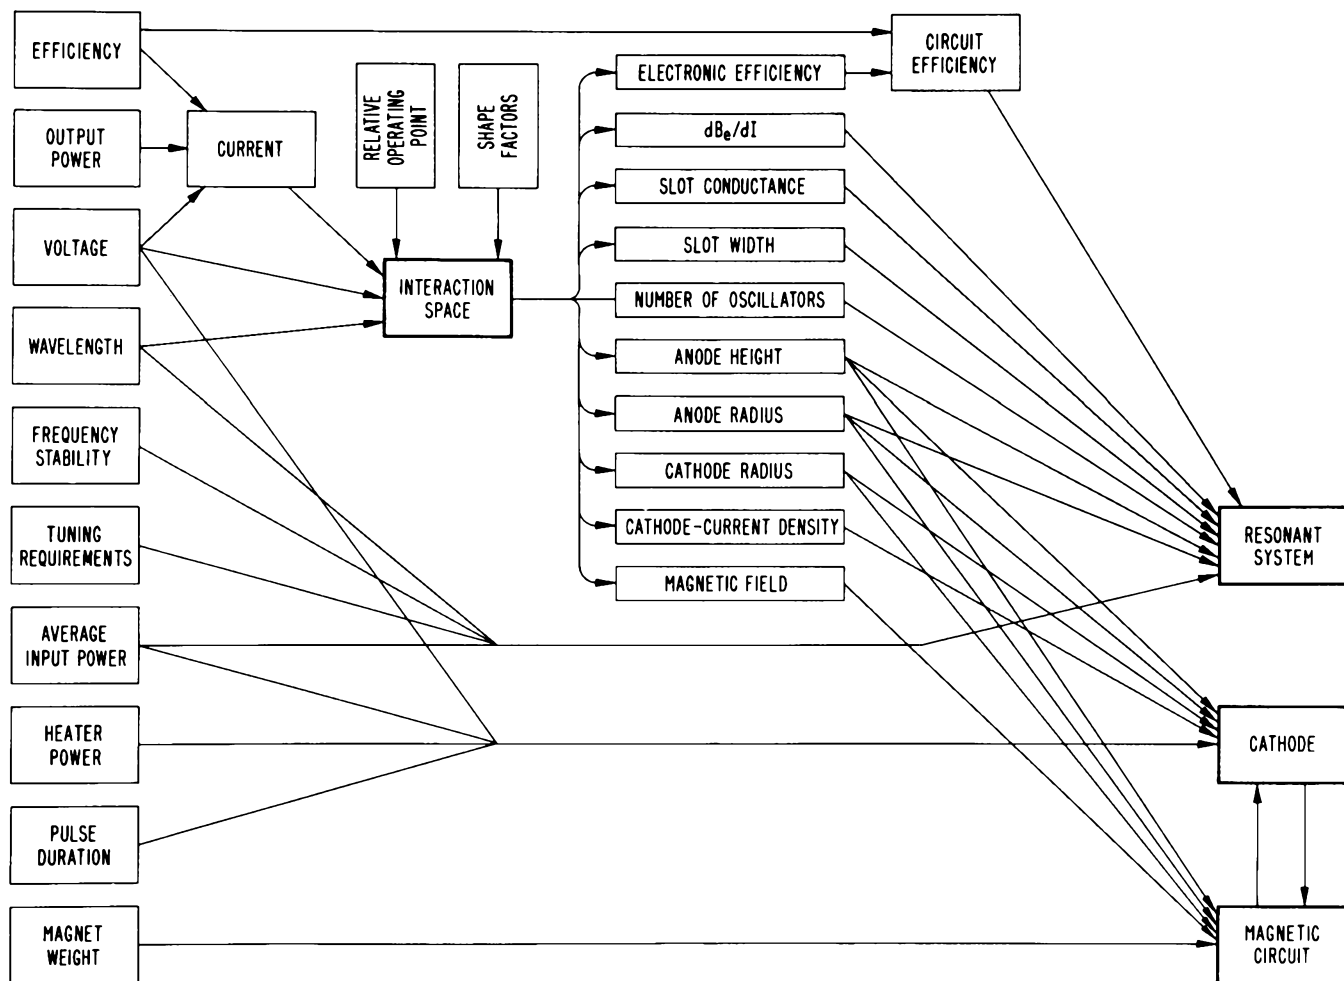 EFFICIENCY
OUTPUT
POWER
VOLTAGE
WAVELENGTH
FREQUENCY
STABILITY
TUNING
REQUIREMENTS
AVERAGE
INPUT POWER
HEATER
POWER
PULSE
DURATION
MAGNET
WEIGHT
CURRENT
RELATIVE
OPERATING
POINT
SHAPE
FACTORS
INTERACTION
SPACE
ELECTRONIC EFFICIENCY
dBe/dI
SLOT CONDUCTANCE
SLOT WIDTH
NUMBER OF OSCILLATORS
ANODE HEIGHT
ANODE RADIUS
CATHODE RADIUS
CATHODE-CURRENT DENSITY
MAGNETIC FIELD
CIRCUIT
EFFICIENCY
RESONANT
SYSTEM
CATHODE
MAGNETIC
CIRCUIT